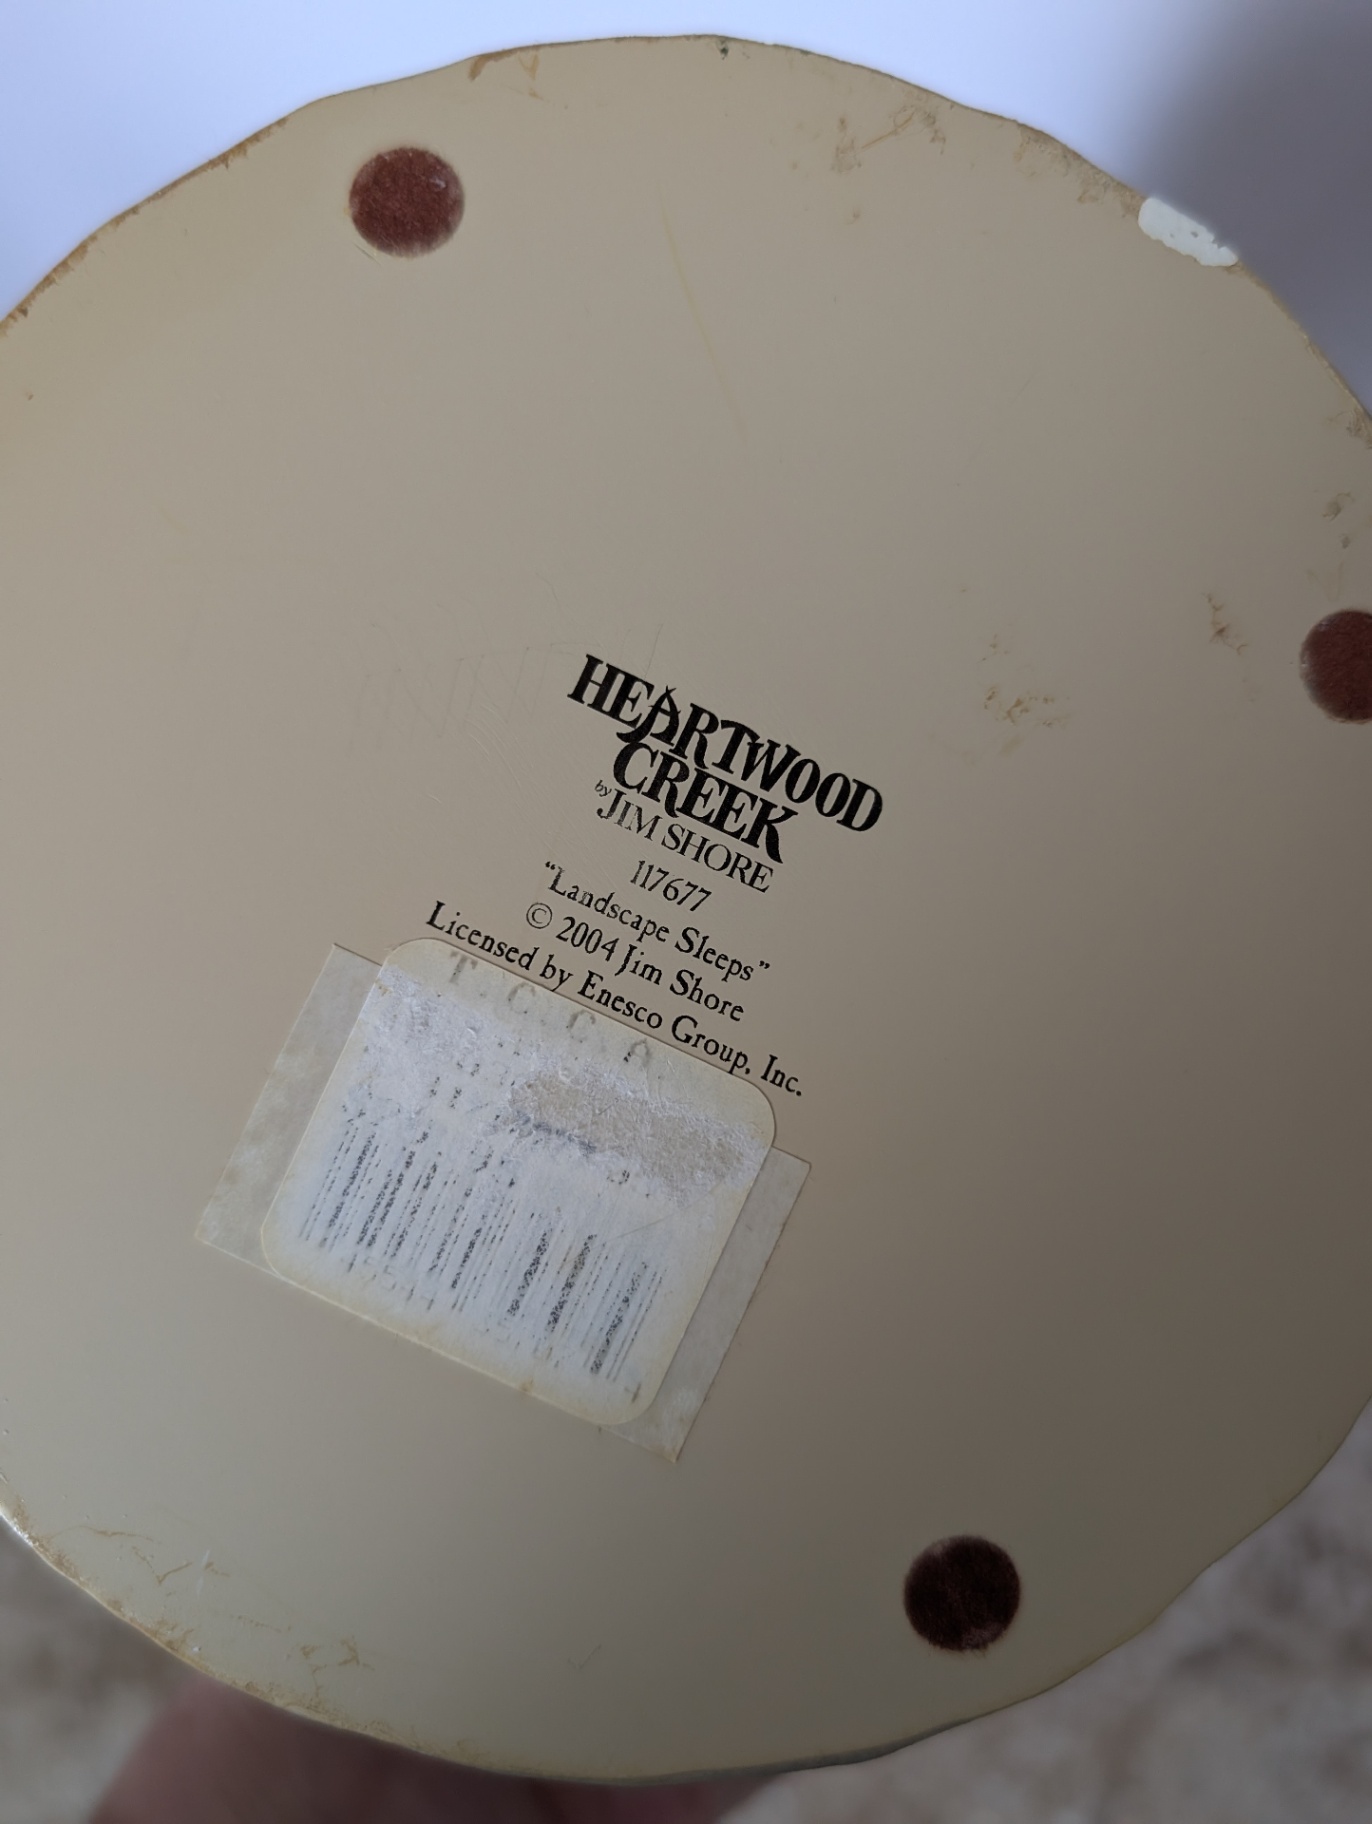 HEARTWOOD
CREEK
by JIM SHORE
117677
"Landscape Sleeps"
© 2004 Jim Shore
Licensed by Enesco Group, Inc.
T C C A